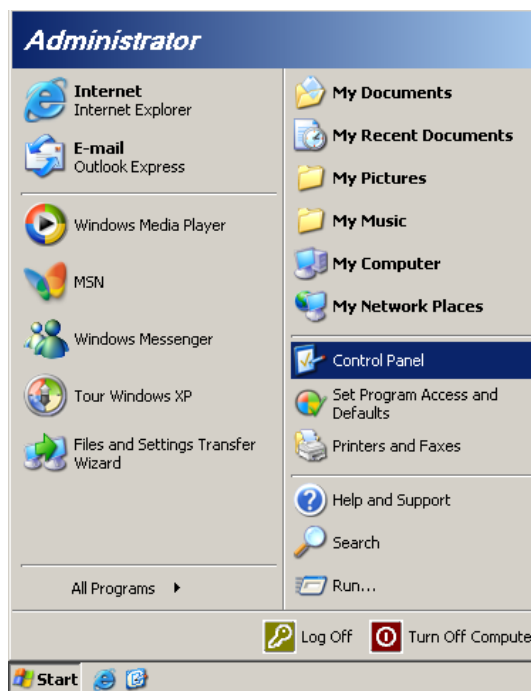 Administrator
Internet
Internet Explorer
E-mail
Outlook Express
Windows Media Player
MSN
Windows Messenger
Tour Windows XP
Files and Settings Transfer
Wizard
All Programs
My Documents
My Recent Documents
My Pictures
My Music
My Computer
My Network Places
Control Panel
Set Program Access and
Defaults
Printers and Faxes
Help and Support
Search
Run...
Log Off
Turn Off Compute
Start